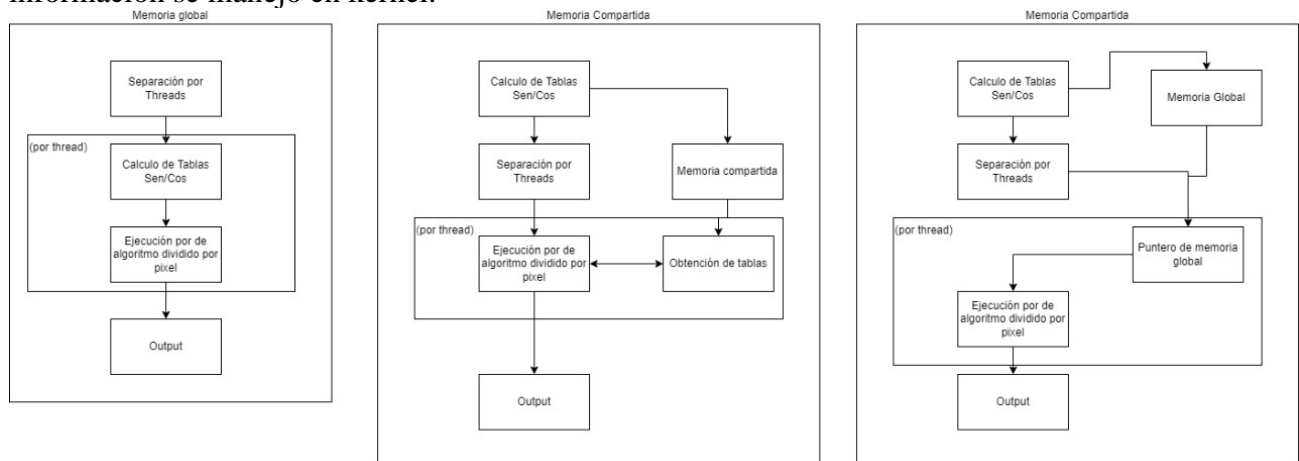 información se manejo en kernel.
Memoria global
Separación por
Threads
(por thread)
Calculo de Tablas
Sen/Cos
Ejecución por de
algoritmo dividido por
pixel
Output
Memoria Compartida
Calculo de Tablas
Sen/Cos
Separación por
Threads
Memoria compartida
(por thread)
Ejecución por de
algoritmo dividido por
pixel
Obtención de tablas
Output
Memoria Compartida
Calculo de Tablas
Sen/Cos
Memoria Global
Separación por
Threads
(por thread)
Puntero de memoria
global
Ejecución por de
algoritmo dividido por
pixel
Output